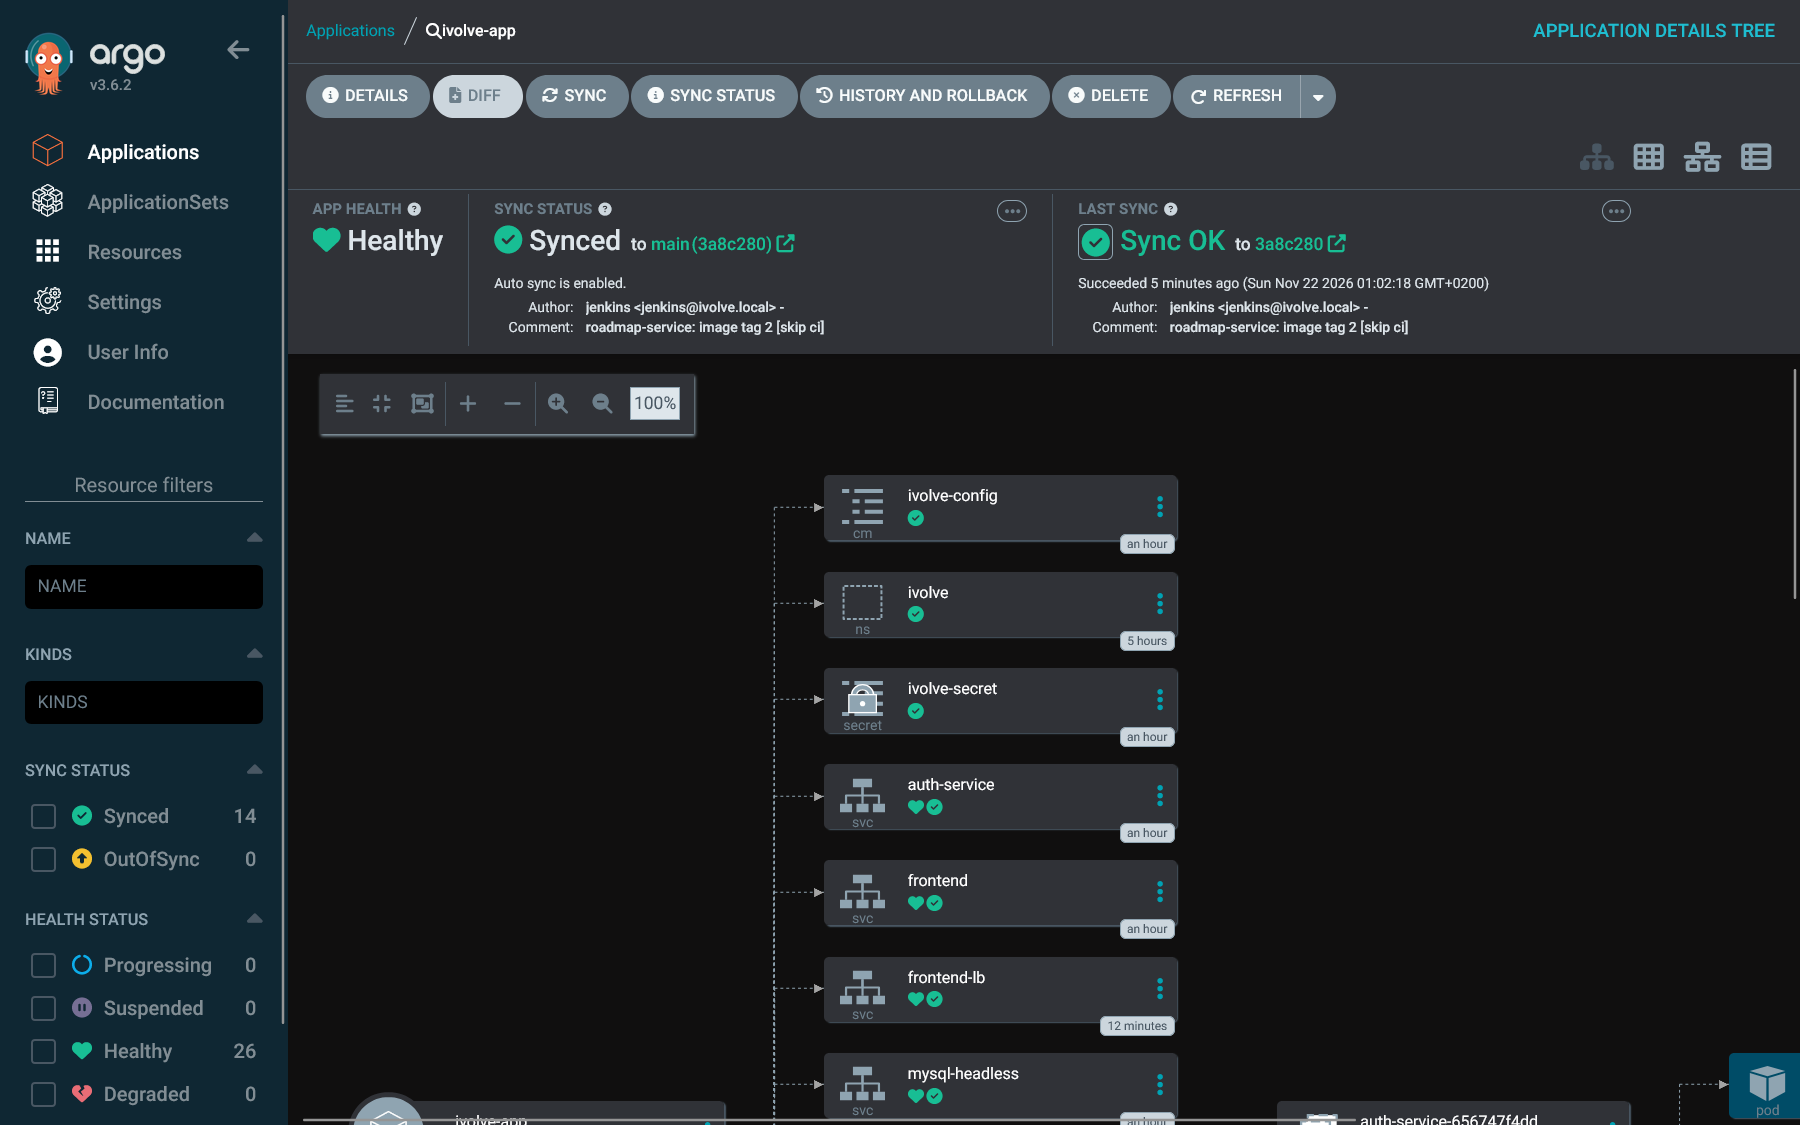 argo
v3.6.2
Applications
ApplicationSets
Resources
Settings
User Info
Documentation
Resource filters
NAME
NAME
KINDS
KINDS
SYNC STATUS
Synced 14
OutOfSync 0
HEALTH STATUS
Progressing 0
Suspended 0
Healthy 26
Degraded 0
Applications / ivolve-app
APPLICATION DETAILS TREE
DETAILS
DIFF
SYNC
SYNC STATUS
HISTORY AND ROLLBACK
DELETE
REFRESH
APP HEALTH
Healthy
SYNC STATUS
Synced to main (3a8c280)
Auto sync is enabled.
Author: jenkins <jenkins@ivolve.local> -
Comment: roadmap-service: image tag 2 [skip ci]
LAST SYNC
Sync OK to 3a8c280
Succeeded 5 minutes ago (Sun Nov 22 2026 01:02:18 GMT+0200)
Author: jenkins <jenkins@ivolve.local> -
Comment: roadmap-service: image tag 2 [skip ci]
100%
ivolve-config
cm
an hour
ivolve
ns
5 hours
ivolve-secret
secret
an hour
auth-service
svc
an hour
frontend
svc
an hour
frontend-lb
svc
12 minutes
mysql-headless
svc
an hour
ivolve-app
auth-service-656747f4dd
pod